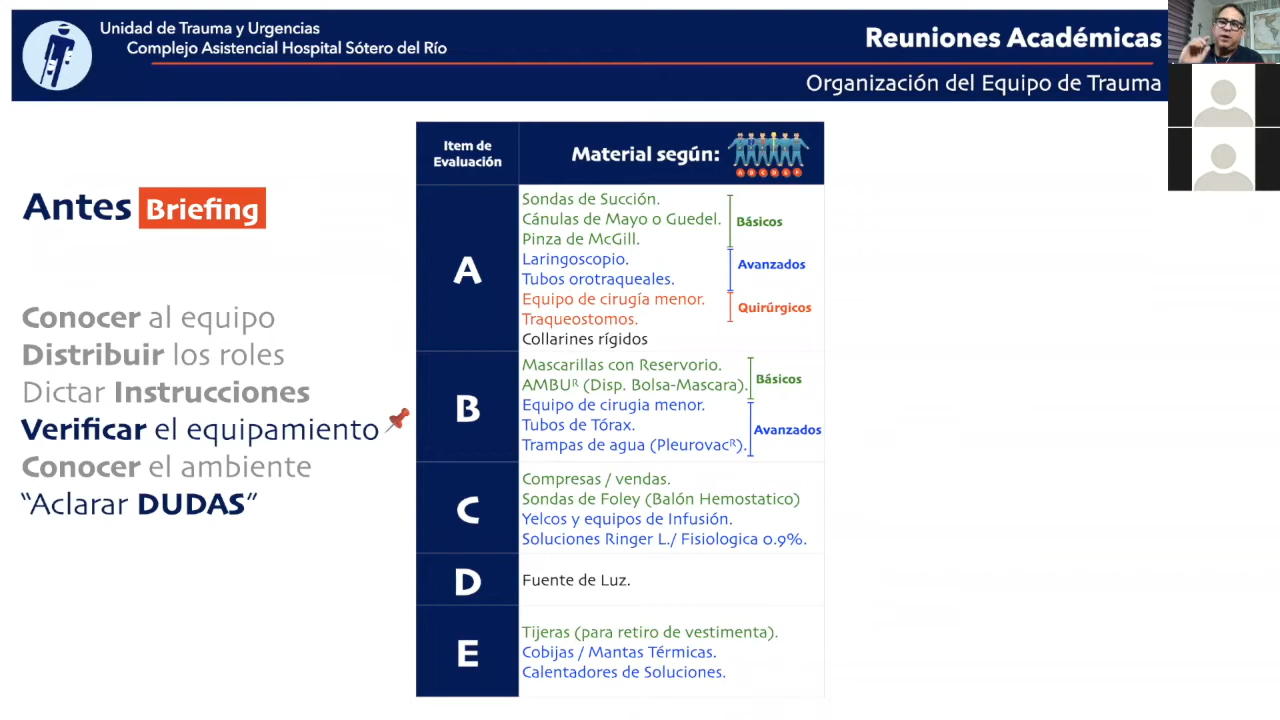 Unidad de Trauma y Urgencias
Complejo Asistencial Hospital Sótero del Río
Reuniones Académicas
Organización del Equipo de Trauma
Antes Briefing
Conocer al equipo
Distribuir los roles
Dictar Instrucciones
Verificar el equipamiento
Conocer el ambiente
“Aclarar DUDAS”
Item de
Evaluación
Material según:
A B C D E F
A
Sondas de Succión.
Cánulas de Mayo o Guedel.
Pinza de McGill.
Básicos
Laringoscopio.
Tubos orotraqueales.
Avanzados
Equipo de cirugía menor.
Traqueostomos.
Quirúrgicos
Collarines rígidos
B
Mascarillas con Reservorio.
AMBUᴿ (Disp. Bolsa-Mascara).
Básicos
Equipo de cirugia menor.
Tubos de Tórax.
Trampas de agua (Pleurovacᴿ).
Avanzados
C
Compresas / vendas.
Sondas de Foley (Balón Hemostatico)
Yelcos y equipos de Infusión.
Soluciones Ringer L./ Fisiologica 0.9%.
D
Fuente de Luz.
E
Tijeras (para retiro de vestimenta).
Cobijas / Mantas Térmicas.
Calentadores de Soluciones.